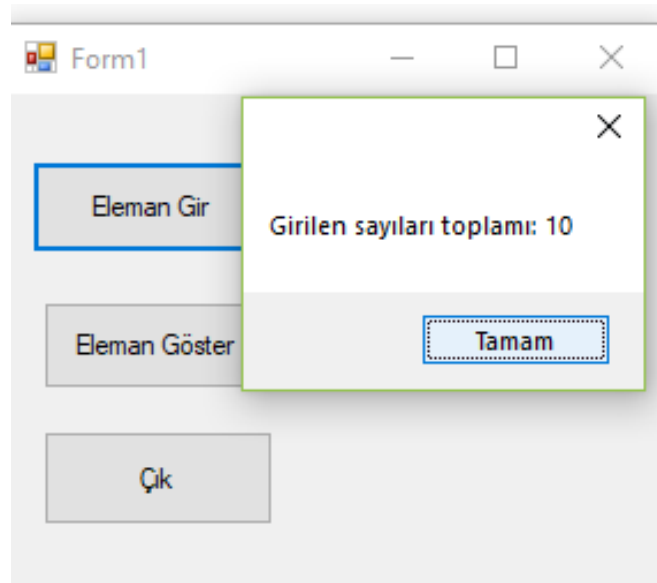 Form1
Eleman Gir
Girilen sayıları toplamı: 10
Eleman Göster
Tamam
Çık